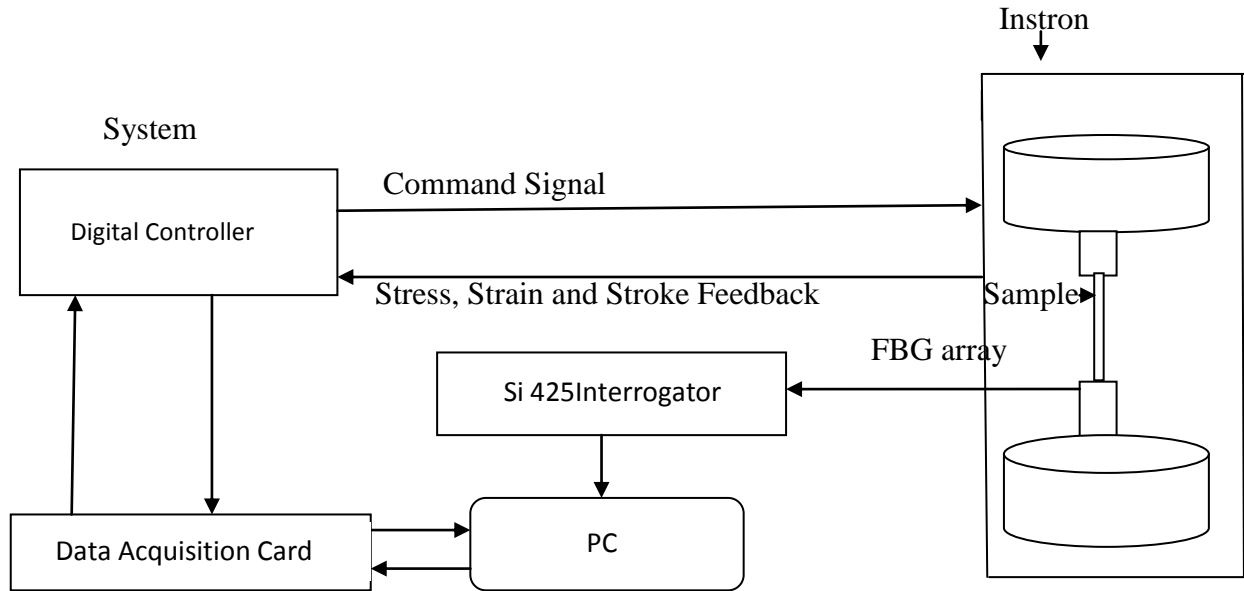 Instron
System
Command Signal
Digital Controller
Stress, Strain and Stroke Feedback
Sample
FBG array
Si 425Interrogator
Data Acquisition Card
PC